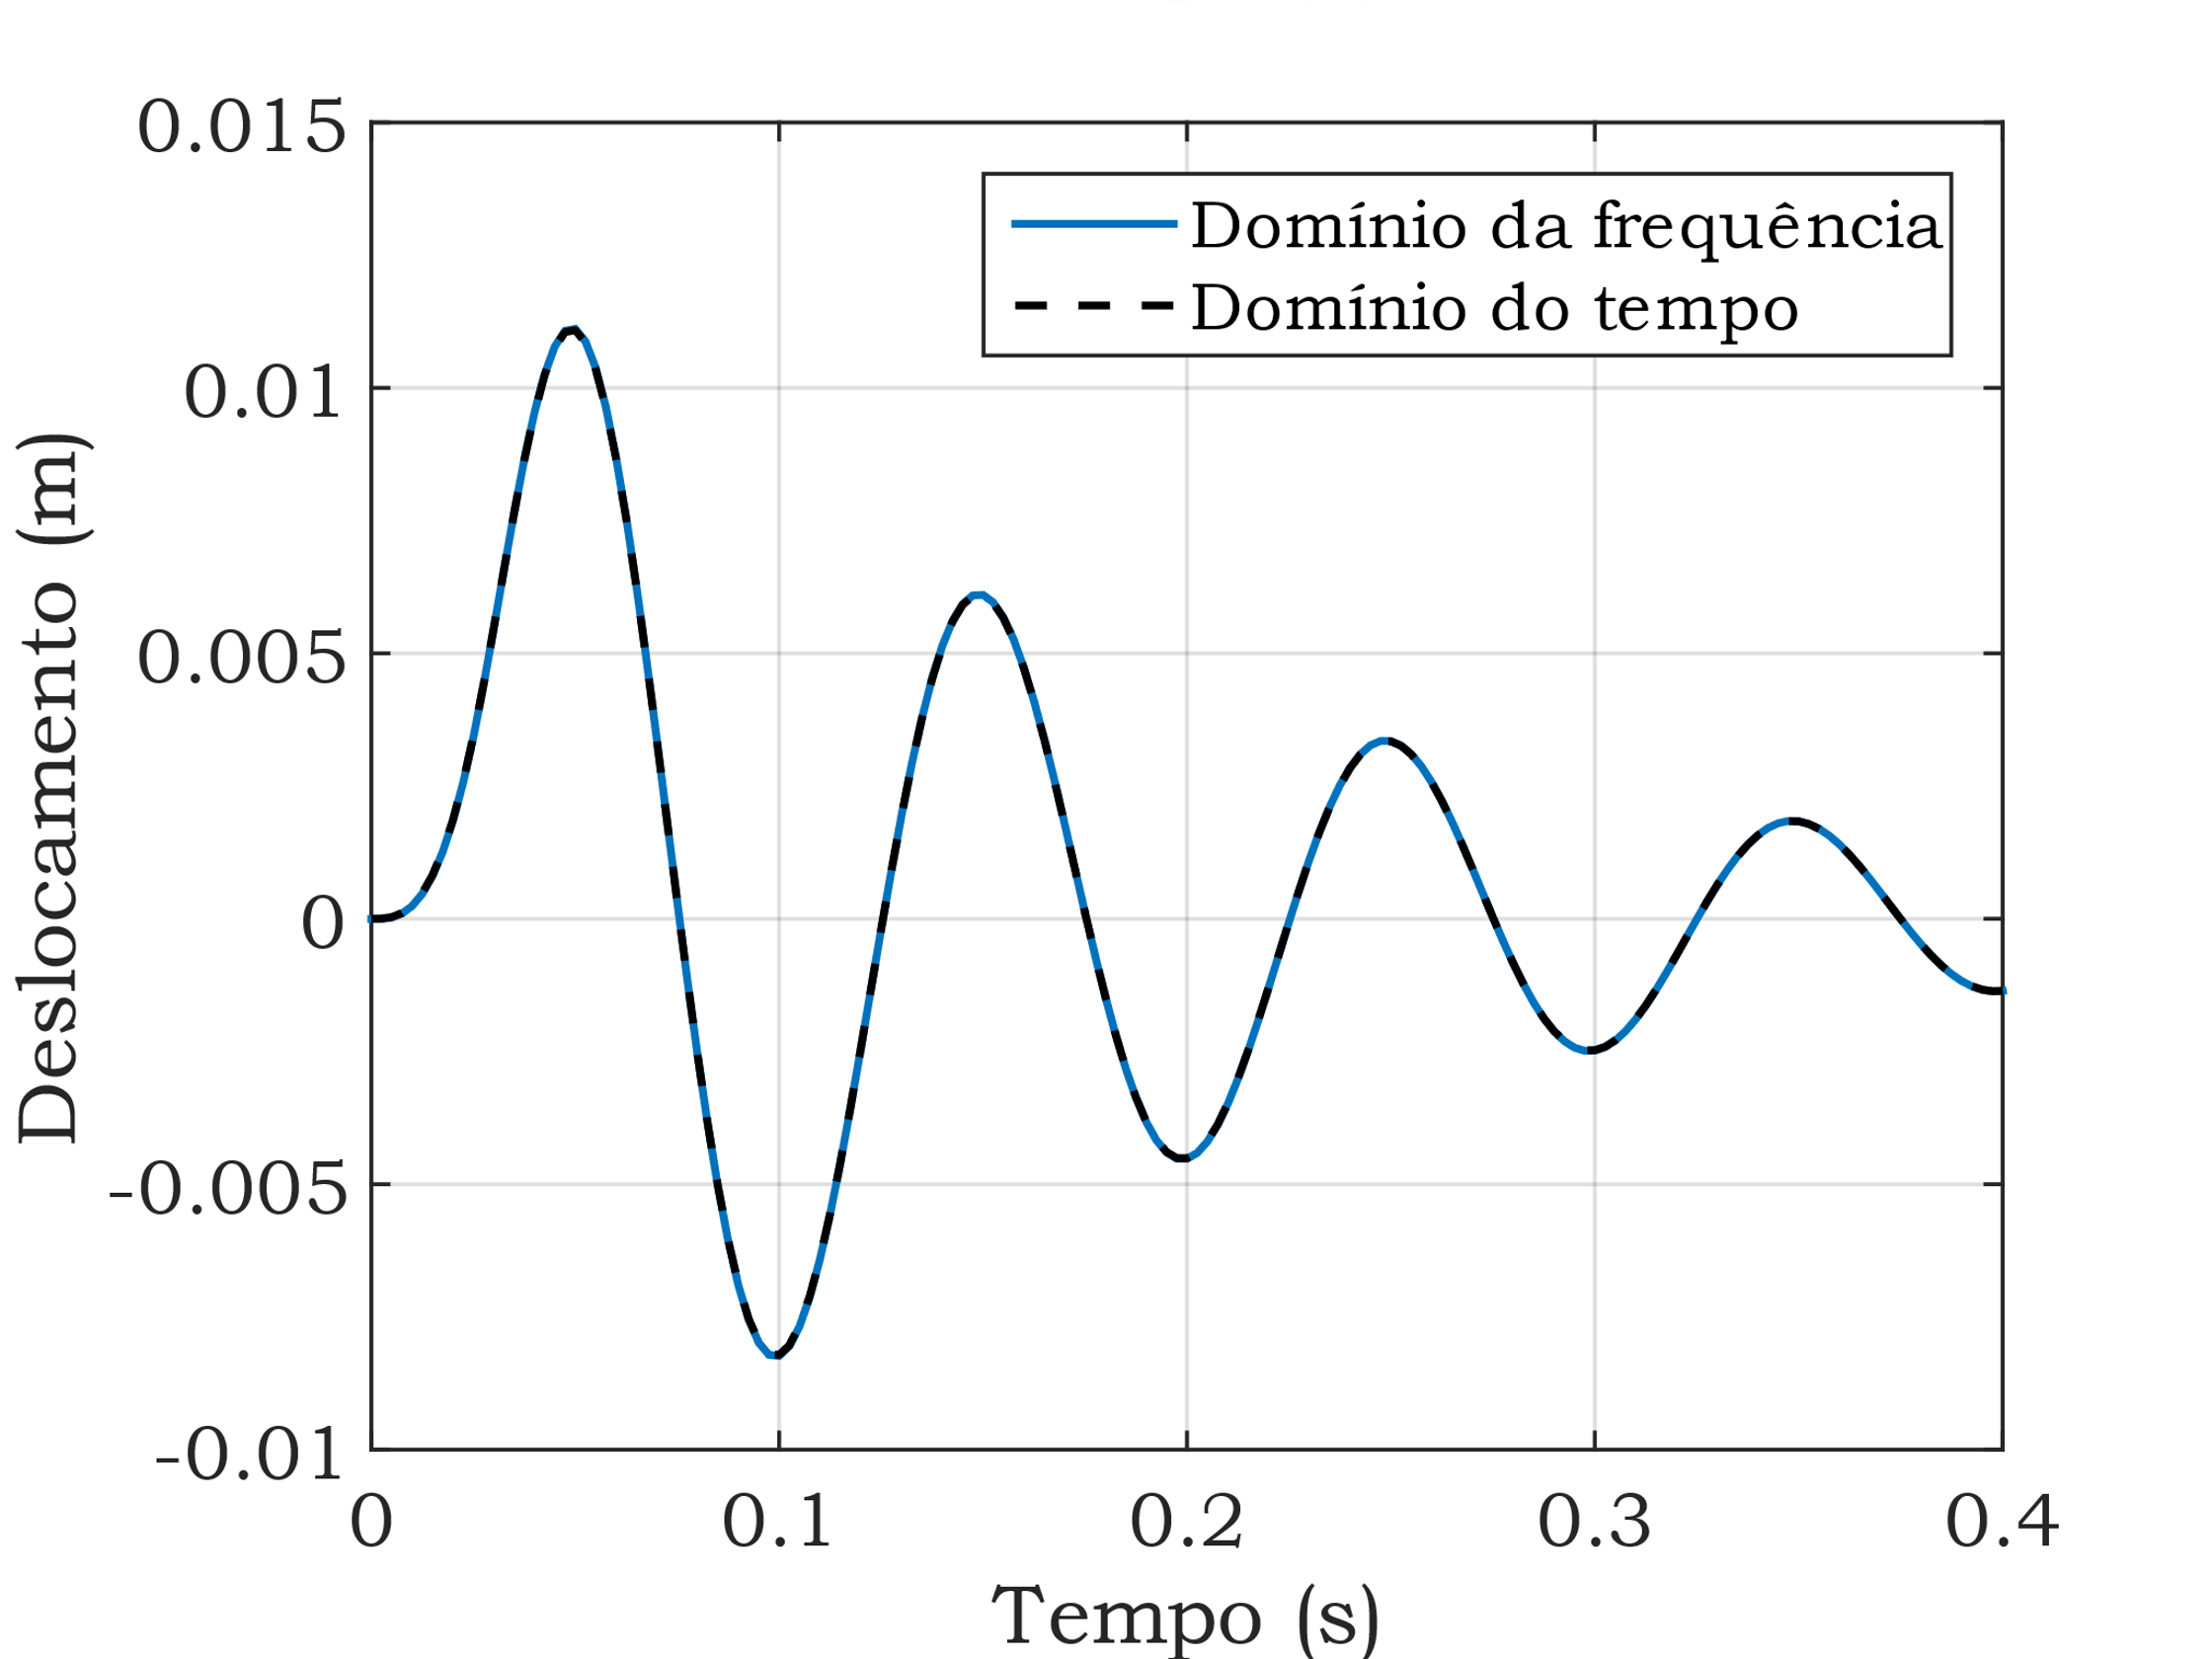 0.015
0.01
0.005
0
-0.005
-0.01
Deslocamento (m)
Domínio da frequência
Domínio do tempo
0 0.1 0.2 0.3 0.4
Tempo (s)